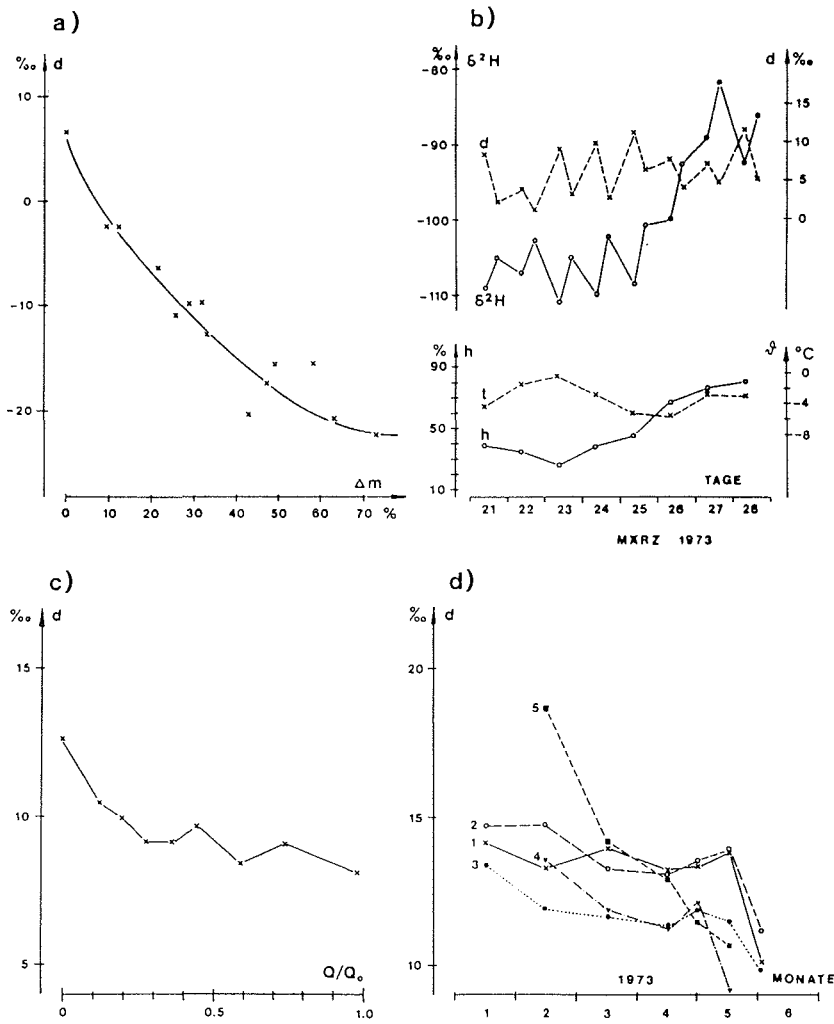 a)
‰ d
10
0
-10
-20
Δm
0 10 20 30 40 50 60 70 %
b)
‰ δ²H
d ‰
-80
-90
-100
-110
15
10
5
0
d
δ²H
% h
ϑ °C
90
50
10
0
-4
-8
t
h
TAGE
21 22 23 24 25 26 27 28
MÄRZ 1973
c)
‰ d
15
10
4
Q/Q₀
0 0.5 1.0
d)
‰ d
20
15
10
5
2
1
3
4
1973 MONATE
1 2 3 4 5 6